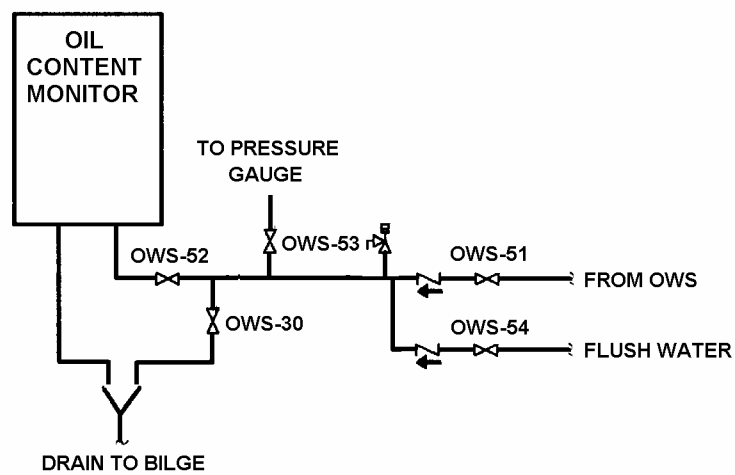 OIL
CONTENT
MONITOR
TO PRESSURE
GAUGE
OWS-52
OWS-53
OWS-51
FROM OWS
OWS-30
OWS-54
FLUSH WATER
DRAIN TO BILGE